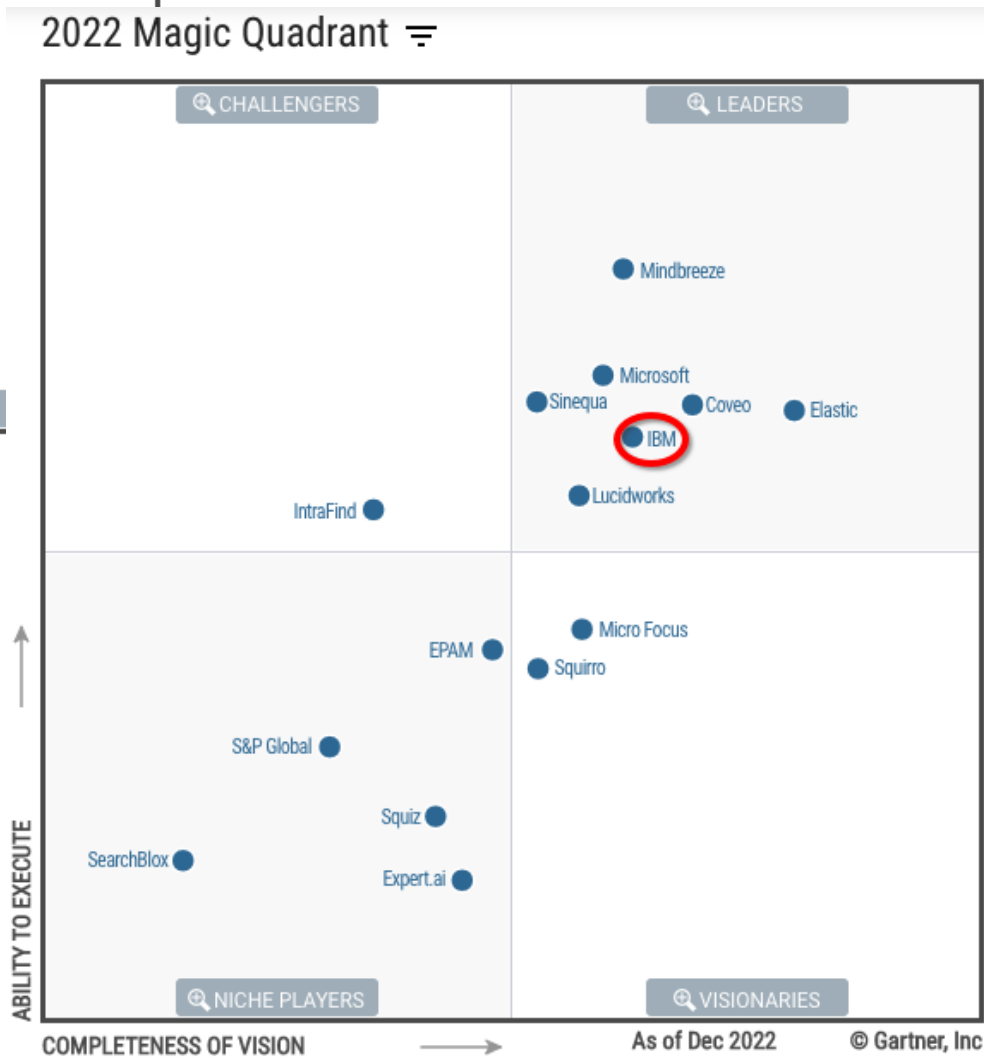 2022 Magic Quadrant
CHALLENGERS
LEADERS
Mindbreeze
Microsoft
Sinequa
Coveo
Elastic
IBM
Lucidworks
IntraFind
Micro Focus
EPAM
Squirro
S&P Global
Squiz
SearchBlox
Expert.ai
ABILITY TO EXECUTE
NICHE PLAYERS
VISIONARIES
COMPLETENESS OF VISION
As of Dec 2022
© Gartner, Inc